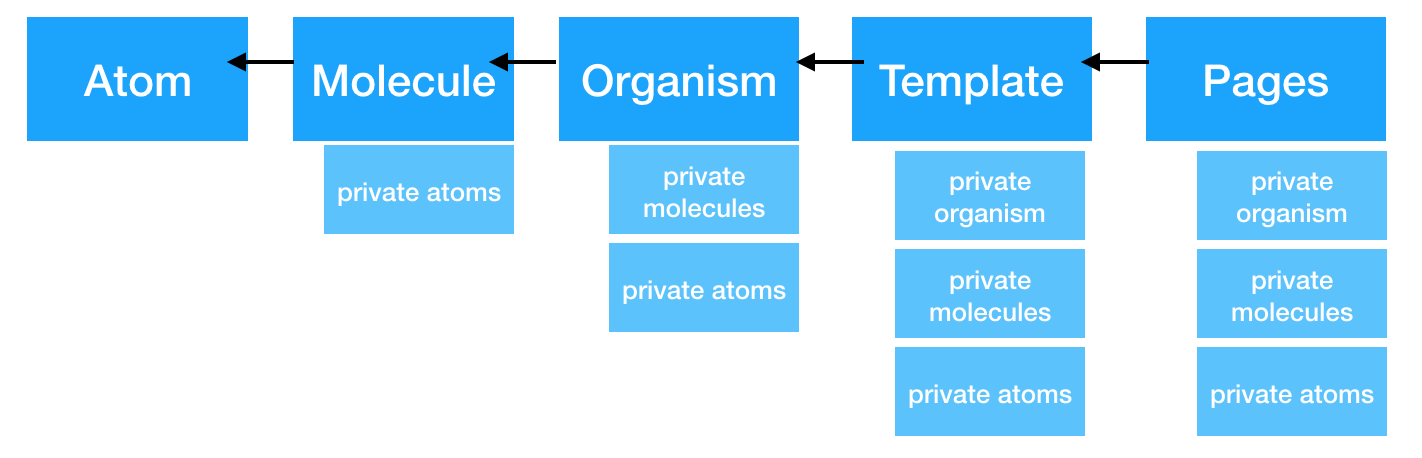 Atom
Molecule
Organism
Template
Pages
private atoms
private
molecules
private atoms
private
organism
private
molecules
private atoms
private
organism
private
molecules
private atoms